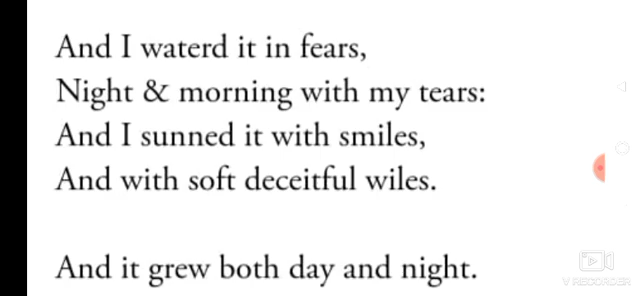 And I waterd it in fears,
Night & morning with my tears:
And I sunned it with smiles,
And with soft deceitful wiles.
And it grew both day and night.
V RECORDER